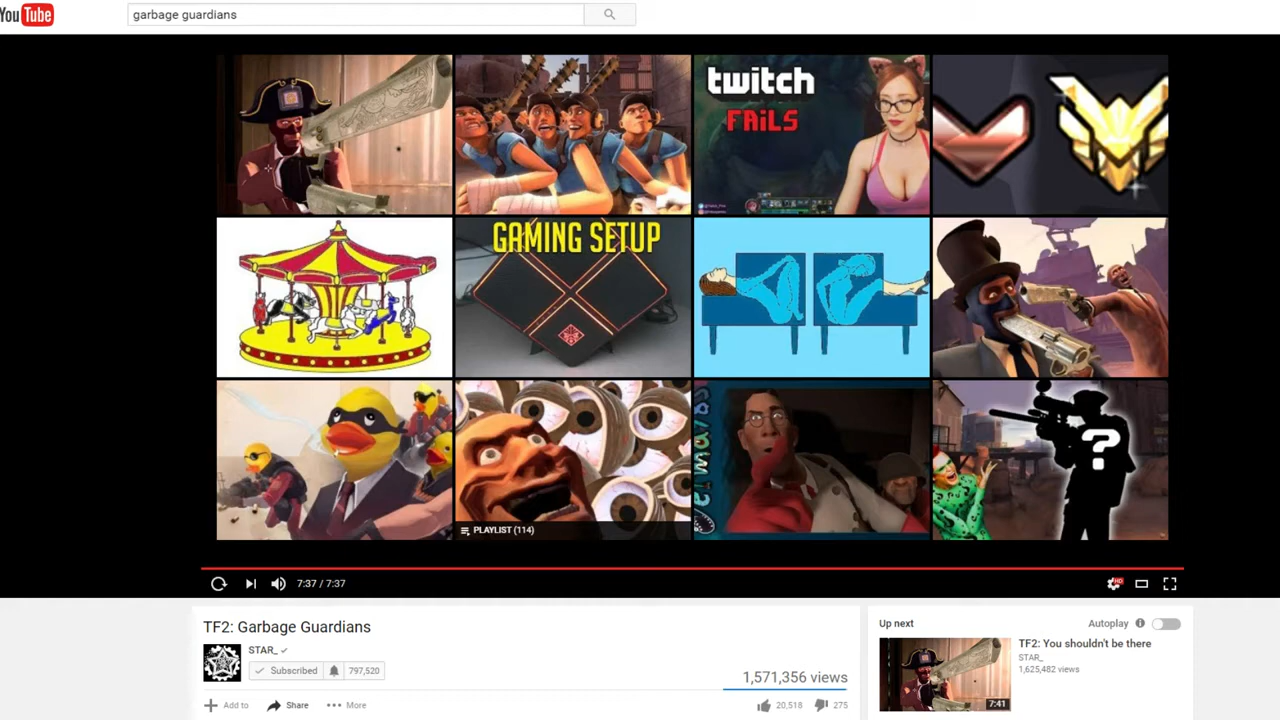 YouTube
garbage guardians
twitch
FAiLS
GAMING SETUP
?
PLAYLIST (114)
7:37 / 7:37
HD
TF2: Garbage Guardians
STAR_
Subscribed
797,520
1,571,356 views
Add to
Share
More
20,518
275
Up next
Autoplay
TF2: You shouldn't be there
STAR_
1,625,482 views
7:41